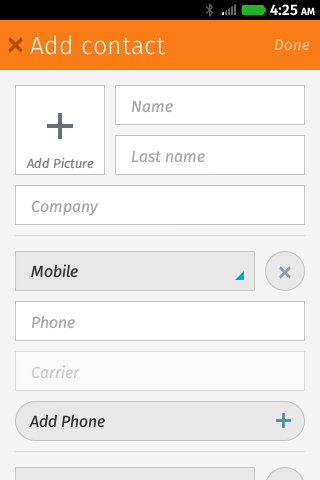 4:25 AM
Add contact
Done
Name
Add Picture
Last name
Company
Mobile
Phone
Carrier
Add Phone